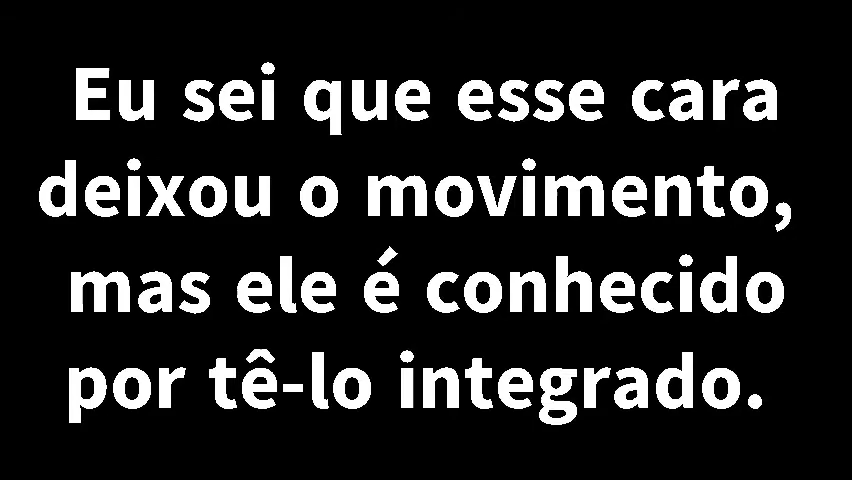 Eu sei que esse cara
deixou o movimento,
mas ele é conhecido
por tê-lo integrado.